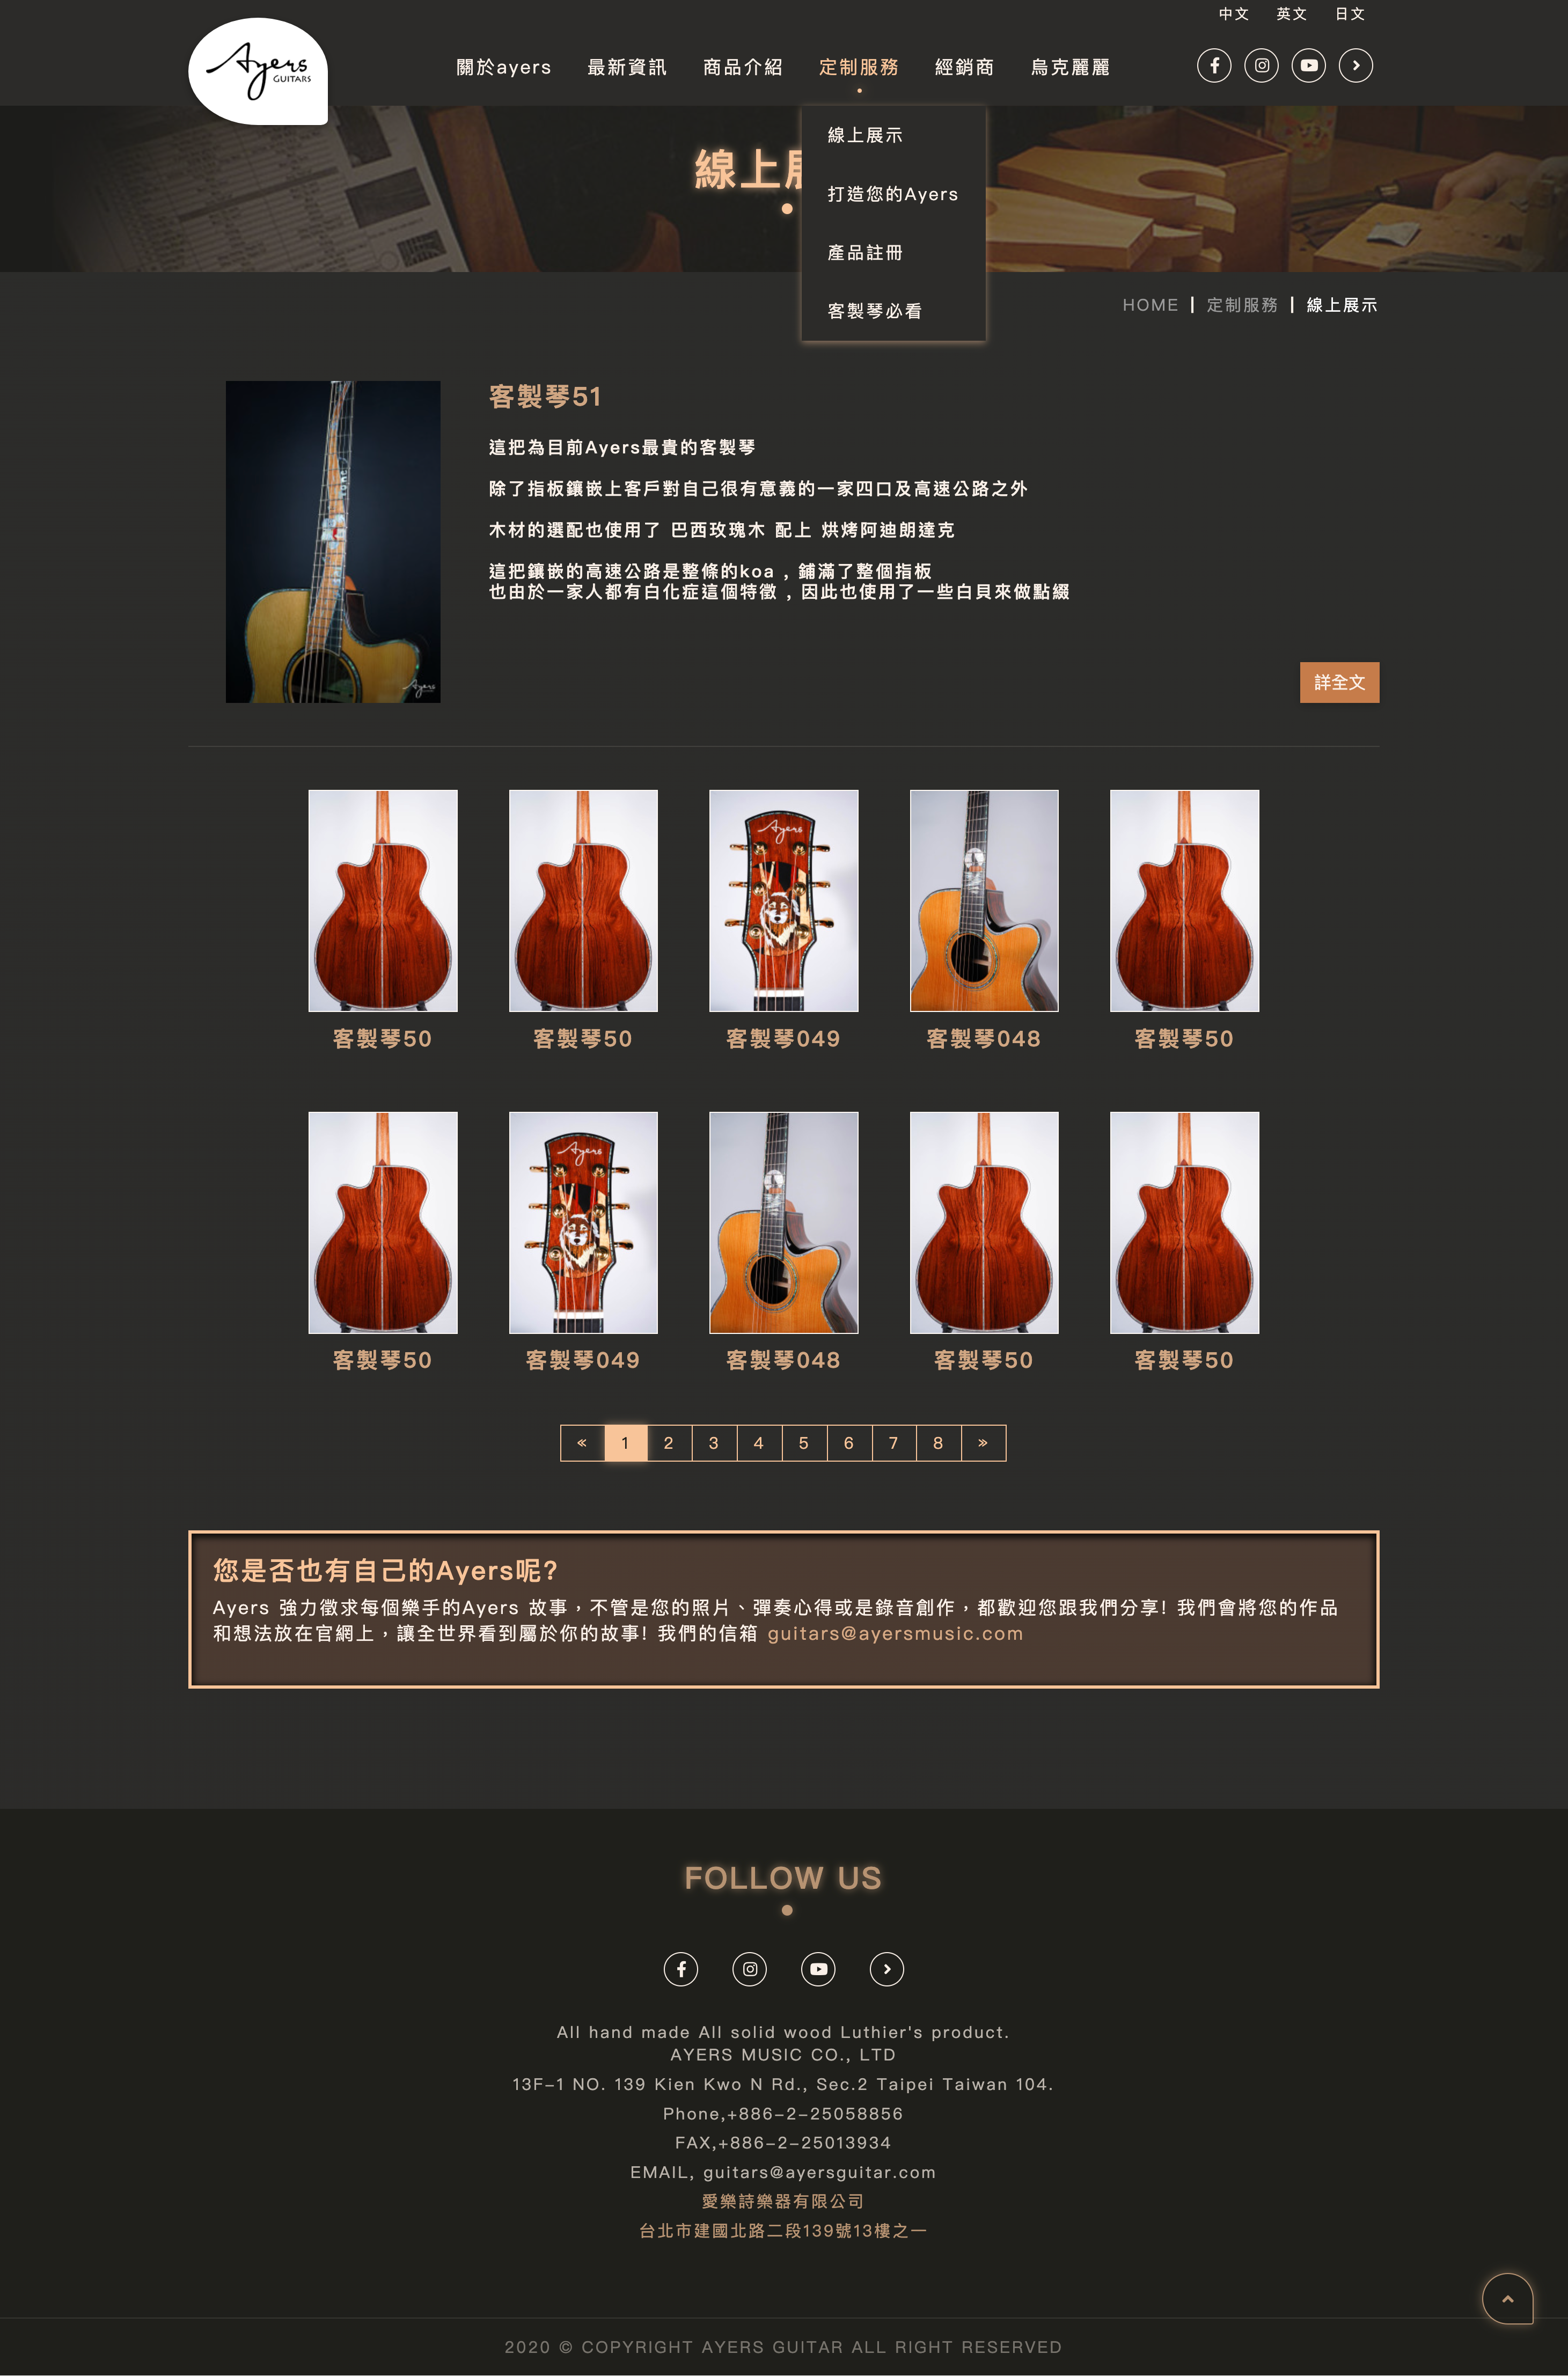 中文 英文 日文
Ayers
GUITARS
關於ayers 最新資訊 商品介紹 定制服務 經銷商 烏克麗麗
線上展
線上展示
打造您的Ayers
產品註冊
客製琴必看
HOME | 定制服務 | 線上展示
客製琴51
這把為目前Ayers最貴的客製琴
除了指板鑲嵌上客戶對自己很有意義的一家四口及高速公路之外
木材的選配也使用了 巴西玫瑰木 配上 烘烤阿迪朗達克
這把鑲嵌的高速公路是整條的koa , 鋪滿了整個指板
也由於一家人都有白化症這個特徵 , 因此也使用了一些白貝來做點綴
Ayers
詳全文
Ayers
客製琴50 客製琴50 客製琴049 客製琴048 客製琴50
Ayers
客製琴50 客製琴049 客製琴048 客製琴50 客製琴50
« 1 2 3 4 5 6 7 8 »
您是否也有自己的Ayers呢?
Ayers 強力徵求每個樂手的Ayers 故事，不管是您的照片、彈奏心得或是錄音創作，都歡迎您跟我們分享! 我們會將您的作品
和想法放在官網上，讓全世界看到屬於你的故事! 我們的信箱 guitars@ayersmusic.com
FOLLOW US
All hand made All solid wood Luthier's product.
AYERS MUSIC CO., LTD
13F-1 NO. 139 Kien Kwo N Rd., Sec.2 Taipei Taiwan 104.
Phone,+886-2-25058856
FAX,+886-2-25013934
EMAIL, guitars@ayersguitar.com
愛樂詩樂器有限公司
台北市建國北路二段139號13樓之一
2020 © COPYRIGHT AYERS GUITAR ALL RIGHT RESERVED